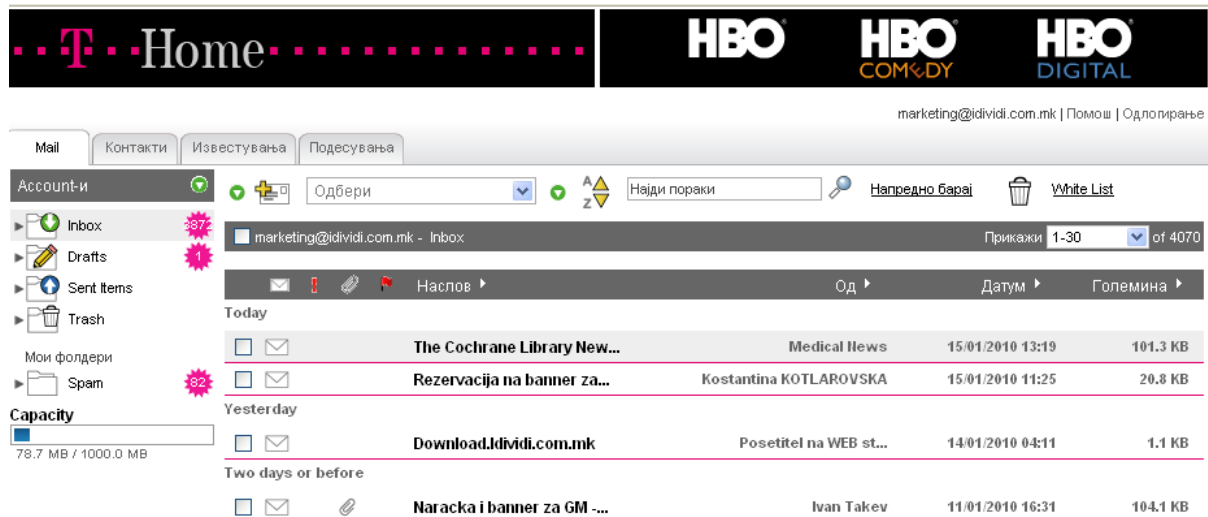 T Home HBO HBO COMEDY HBO DIGITAL
marketing@idividi.com.mk | Помош | Одлогирање
Mail Контакти Известувања Подесувања
Account-и Одбери A Z Најди пораки Напредно барај White List
Inbox 3872
marketing@idividi.com.mk - Inbox Прикажи 1-30 of 4070
Drafts 1
Sent Items Наслов Од Датум Големина
Today
Trash
The Cochrane Library New... Medical News 15/01/2010 13:19 101.3 KB
Мои фолдери
Spam 82 Rezervacija na banner za... Kostantina KOTLAROVSKA 15/01/2010 11:25 20.8 KB
Yesterday
Capacity
Download.Idividi.com.mk Posetitel na WEB st... 14/01/2010 04:11 1.1 KB
78.7 MB / 1000.0 MB
Two days or before
Naracka i banner za GM -... Ivan Takev 11/01/2010 16:31 104.1 KB